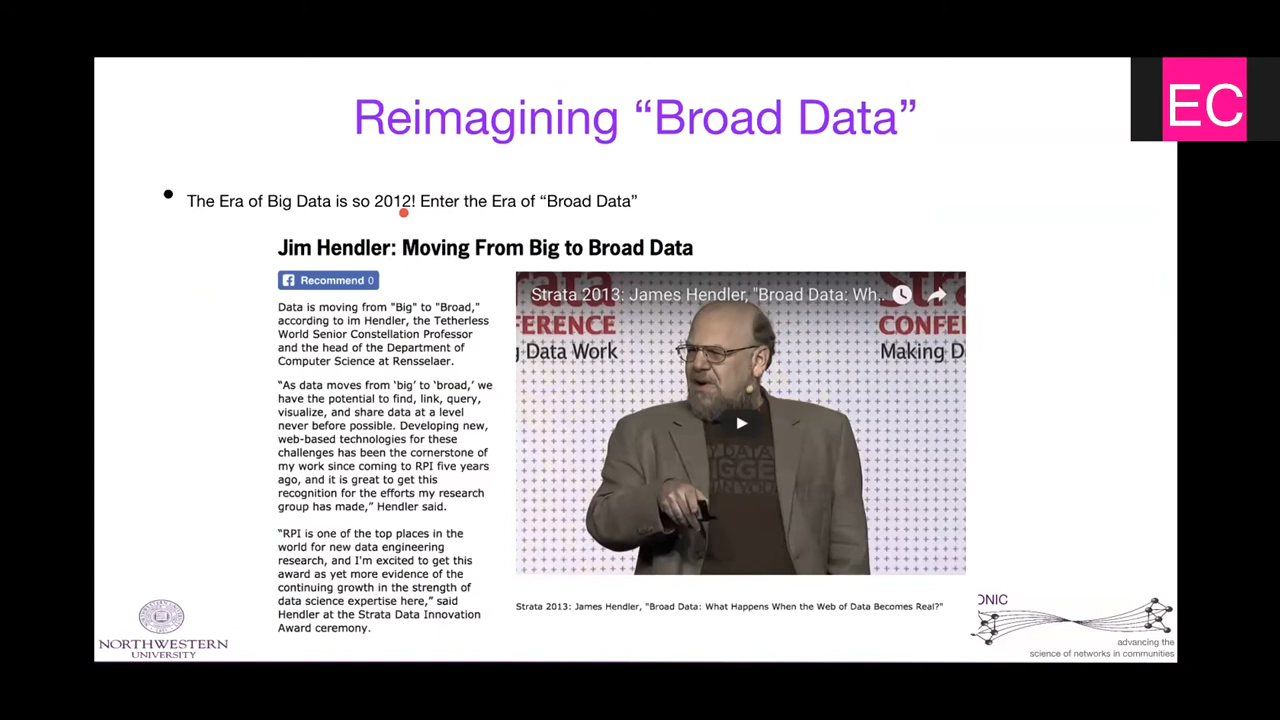 EC
Reimagining “Broad Data”
• The Era of Big Data is so 2012! Enter the Era of “Broad Data”
Jim Hendler: Moving From Big to Broad Data
Recommend 0
Data is moving from "Big" to "Broad,"
according to im Hendler, the Tetherless
World Senior Constellation Professor
and the head of the Department of
Computer Science at Rensselaer.
“As data moves from ‘big’ to ‘broad,’ we
have the potential to find, link, query,
visualize, and share data at a level
never before possible. Developing new,
web-based technologies for these
challenges has been the cornerstone of
my work since coming to RPI five years
ago, and it is great to get this
recognition for the efforts my research
group has made,” Hendler said.
“RPI is one of the top places in the
world for new data engineering
research, and I'm excited to get this
award as yet more evidence of the
continuing growth in the strength of
data science expertise here,” said
Hendler at the Strata Data Innovation
Award ceremony.
Strata 2013: James Hendler, "Broad Data: Wh..
strata
FERENCE
g Data Work
Stra
CONFE
Making D
Y DATA
IGGE
HAN YOU
Strata 2013: James Hendler, "Broad Data: What Happens When the Web of Data Becomes Real?"
NORTHWESTERN
UNIVERSITY
ONIC
advancing the
science of networks in communities